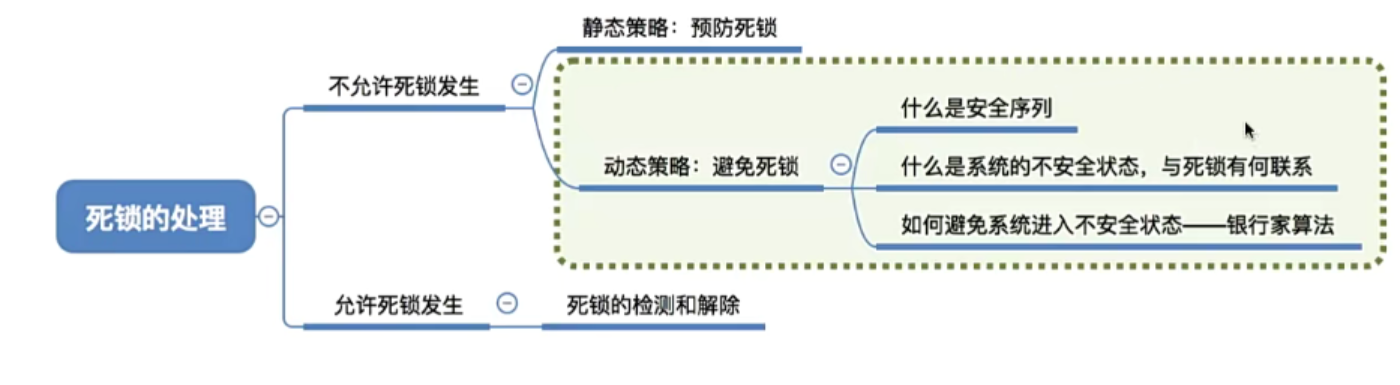 静态策略：预防死锁
不允许死锁发生
什么是安全序列
动态策略：避免死锁
什么是系统的不安全状态，与死锁有何联系
死锁的处理
如何避免系统进入不安全状态——银行家算法
允许死锁发生
死锁的检测和解除